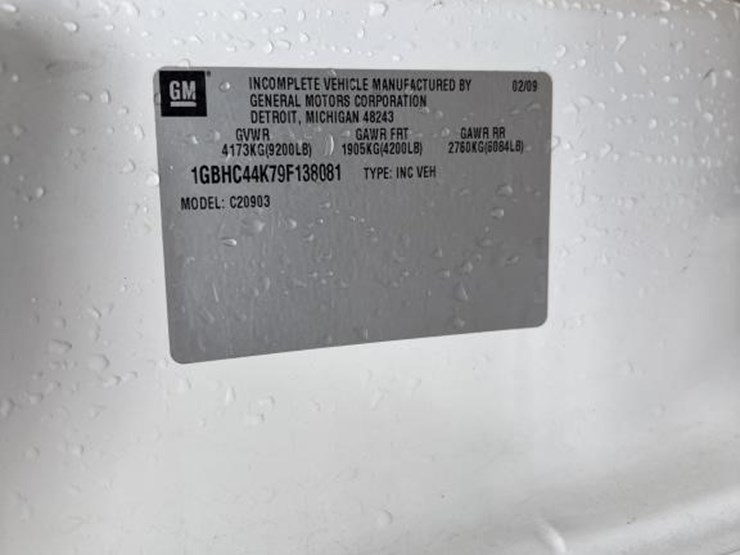 GM
INCOMPLETE VEHICLE MANUFACTURED BY 02/09
GENERAL MOTORS CORPORATION
DETROIT, MICHIGAN 48243
GVWR GAWR FRT GAWR RR
4173KG(9200LB) 1905KG(4200LB) 2760KG(6084LB)
1GBHC44K79F138081 TYPE: INC VEH
MODEL: C20903